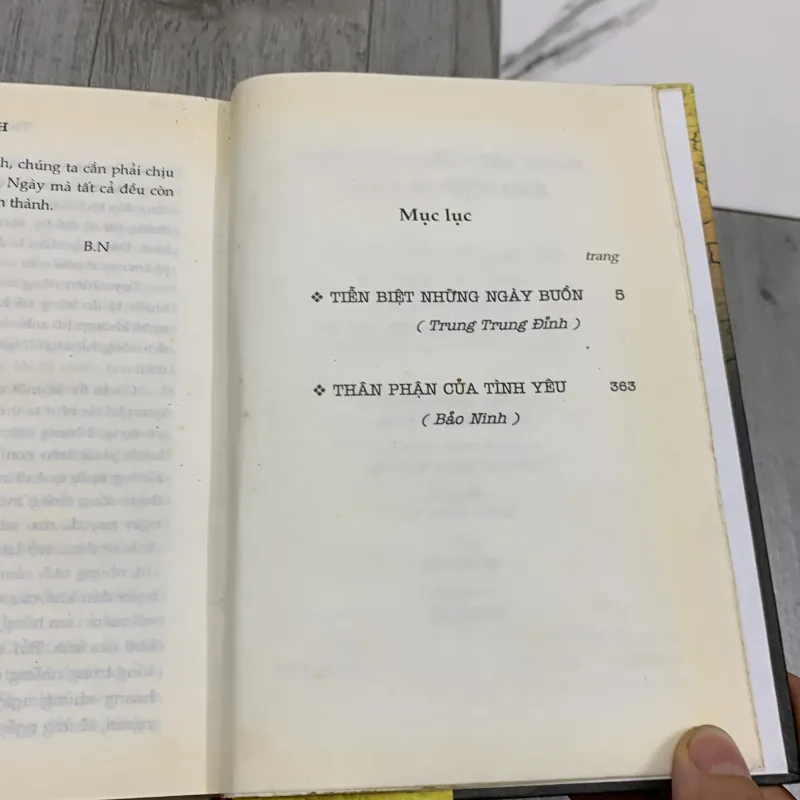 H
h, chúng ta cần phải chịu
. Ngày mà tất cả đều còn
n thành.
B.N
Mục lục
trang
❖ TIỄN BIỆT NHỮNG NGÀY BUỒN 5
( Trung Trung Đỉnh )
❖ THÂN PHẬN CỦA TÌNH YÊU 363
( Bảo Ninh )